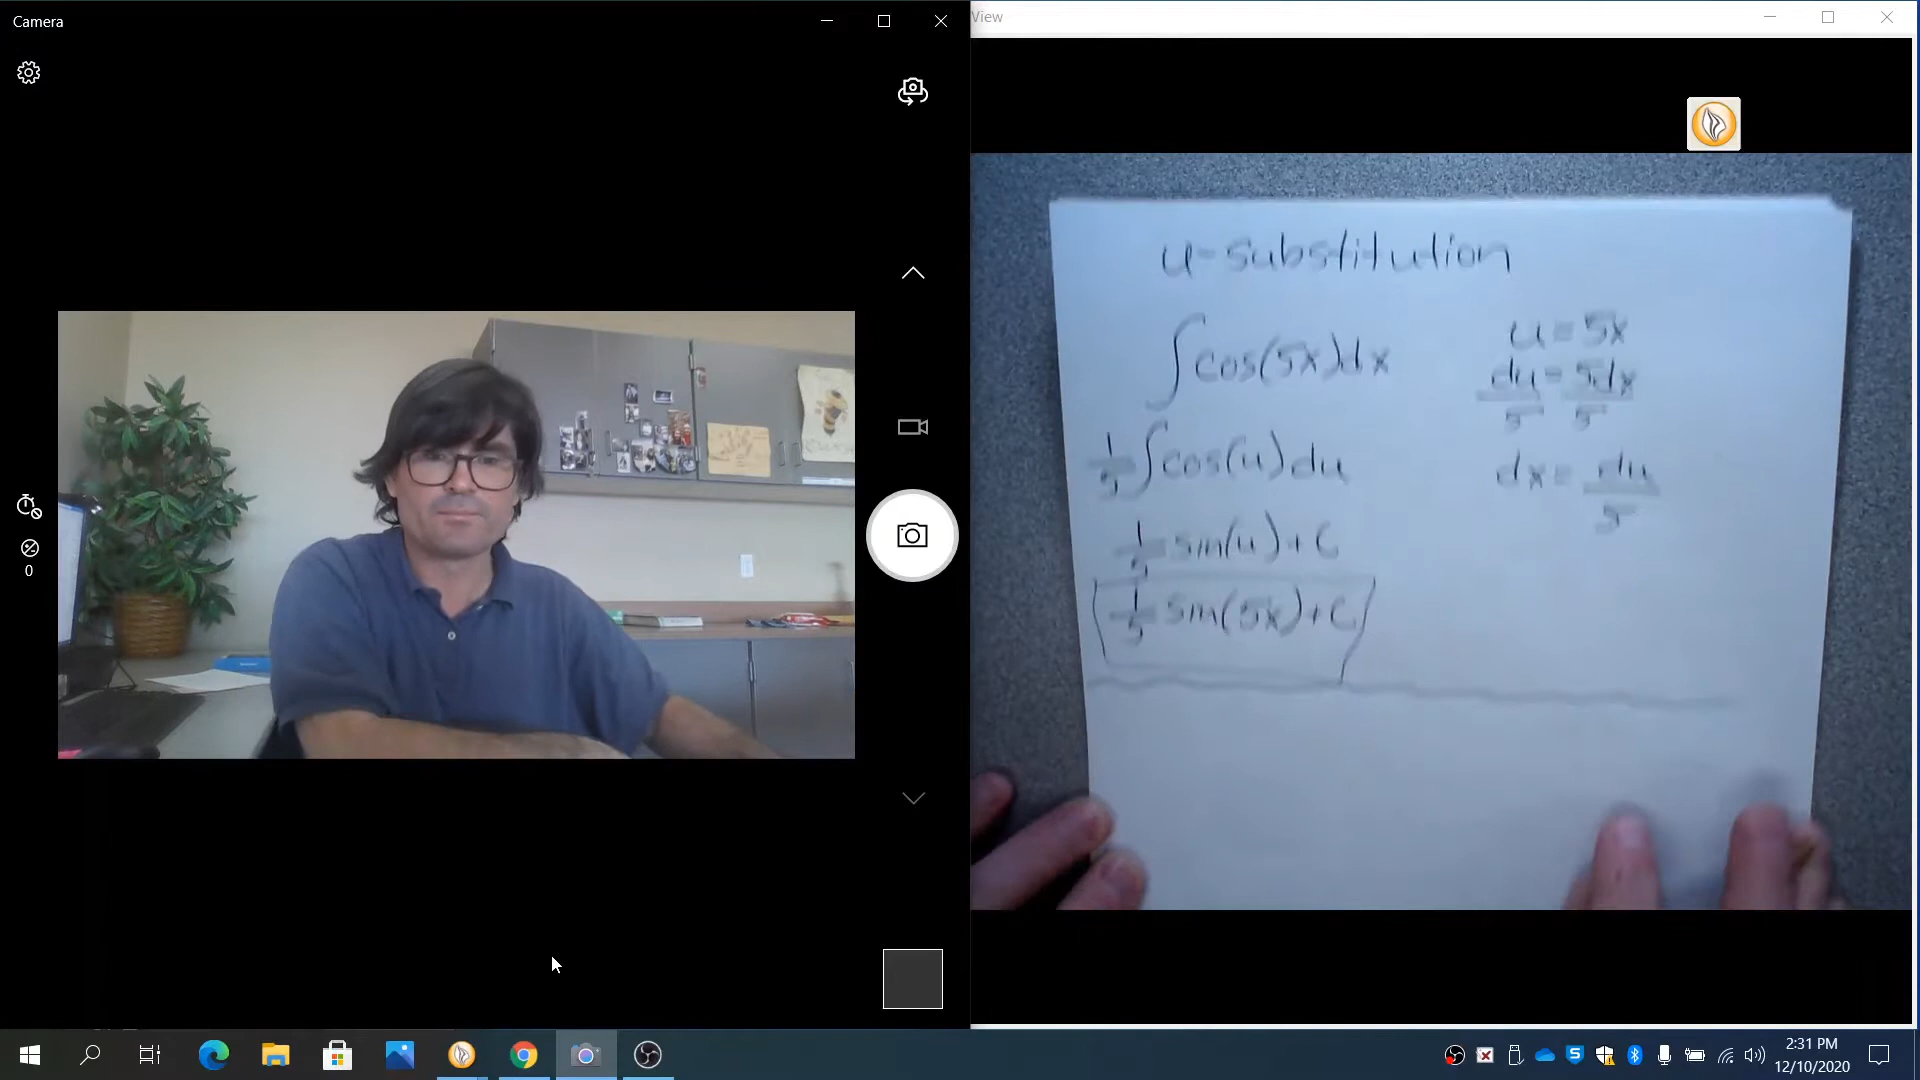 Camera
View
0
u-substitution
∫cos(5x)dx
u = 5x
du = 5dx
5 5
1/5 ∫cos(u)du
dx = du/5
1/5 sin(u)+C
1/5 sin(5x)+C
2:31 PM
12/10/2020